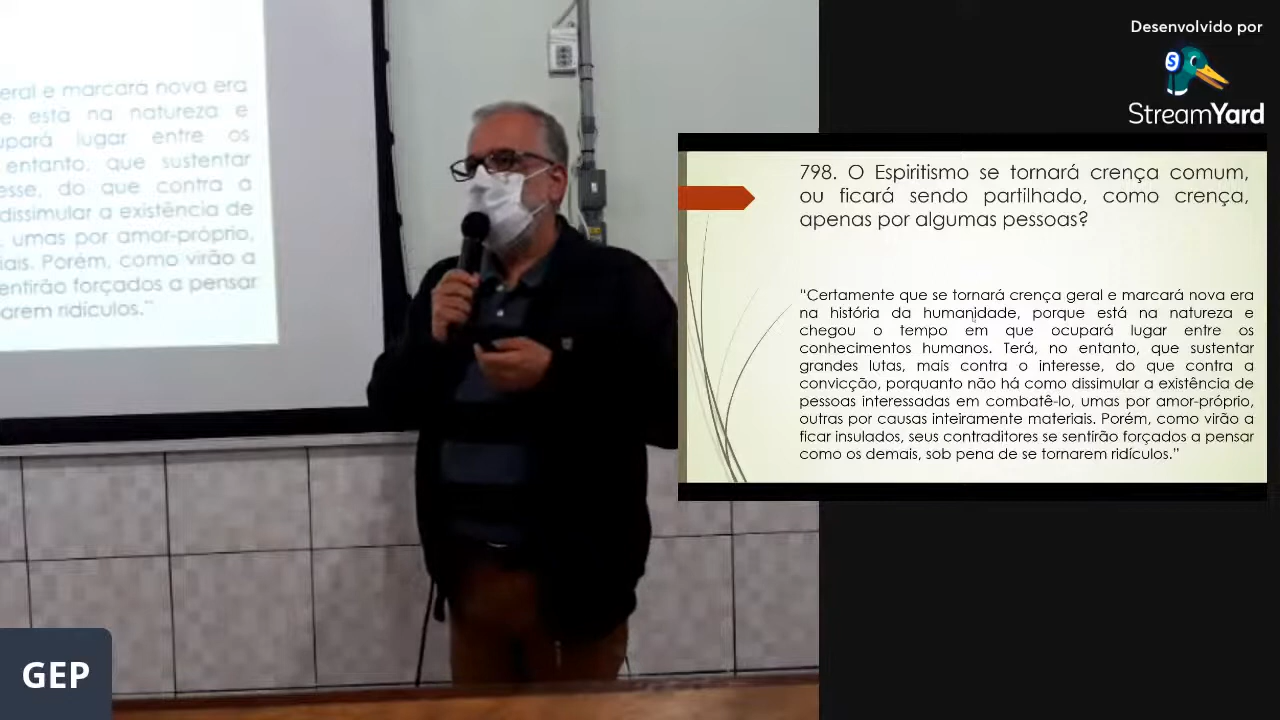 eral e marcará nova era
e está na natureza e
upará lugar entre os
entanto, que sustentar
esse, do que contra a
dissimular a existência de
, umas por amor-próprio,
iais. Porém, como virão a
entirão forçados a pensar
arem ridículos."
GEP
Desenvolvido por
S
StreamYard
798. O Espiritismo se tornará crença comum,
ou ficará sendo partilhado, como crença,
apenas por algumas pessoas?
"Certamente que se tornará crença geral e marcará nova era
na história da humanidade, porque está na natureza e
chegou o tempo em que ocupará lugar entre os
conhecimentos humanos. Terá, no entanto, que sustentar
grandes lutas, mais contra o interesse, do que contra a
convicção, porquanto não há como dissimular a existência de
pessoas interessadas em combatê-lo, umas por amor-próprio,
outras por causas inteiramente materiais. Porém, como virão a
ficar insulados, seus contraditores se sentirão forçados a pensar
como os demais, sob pena de se tornarem ridículos."